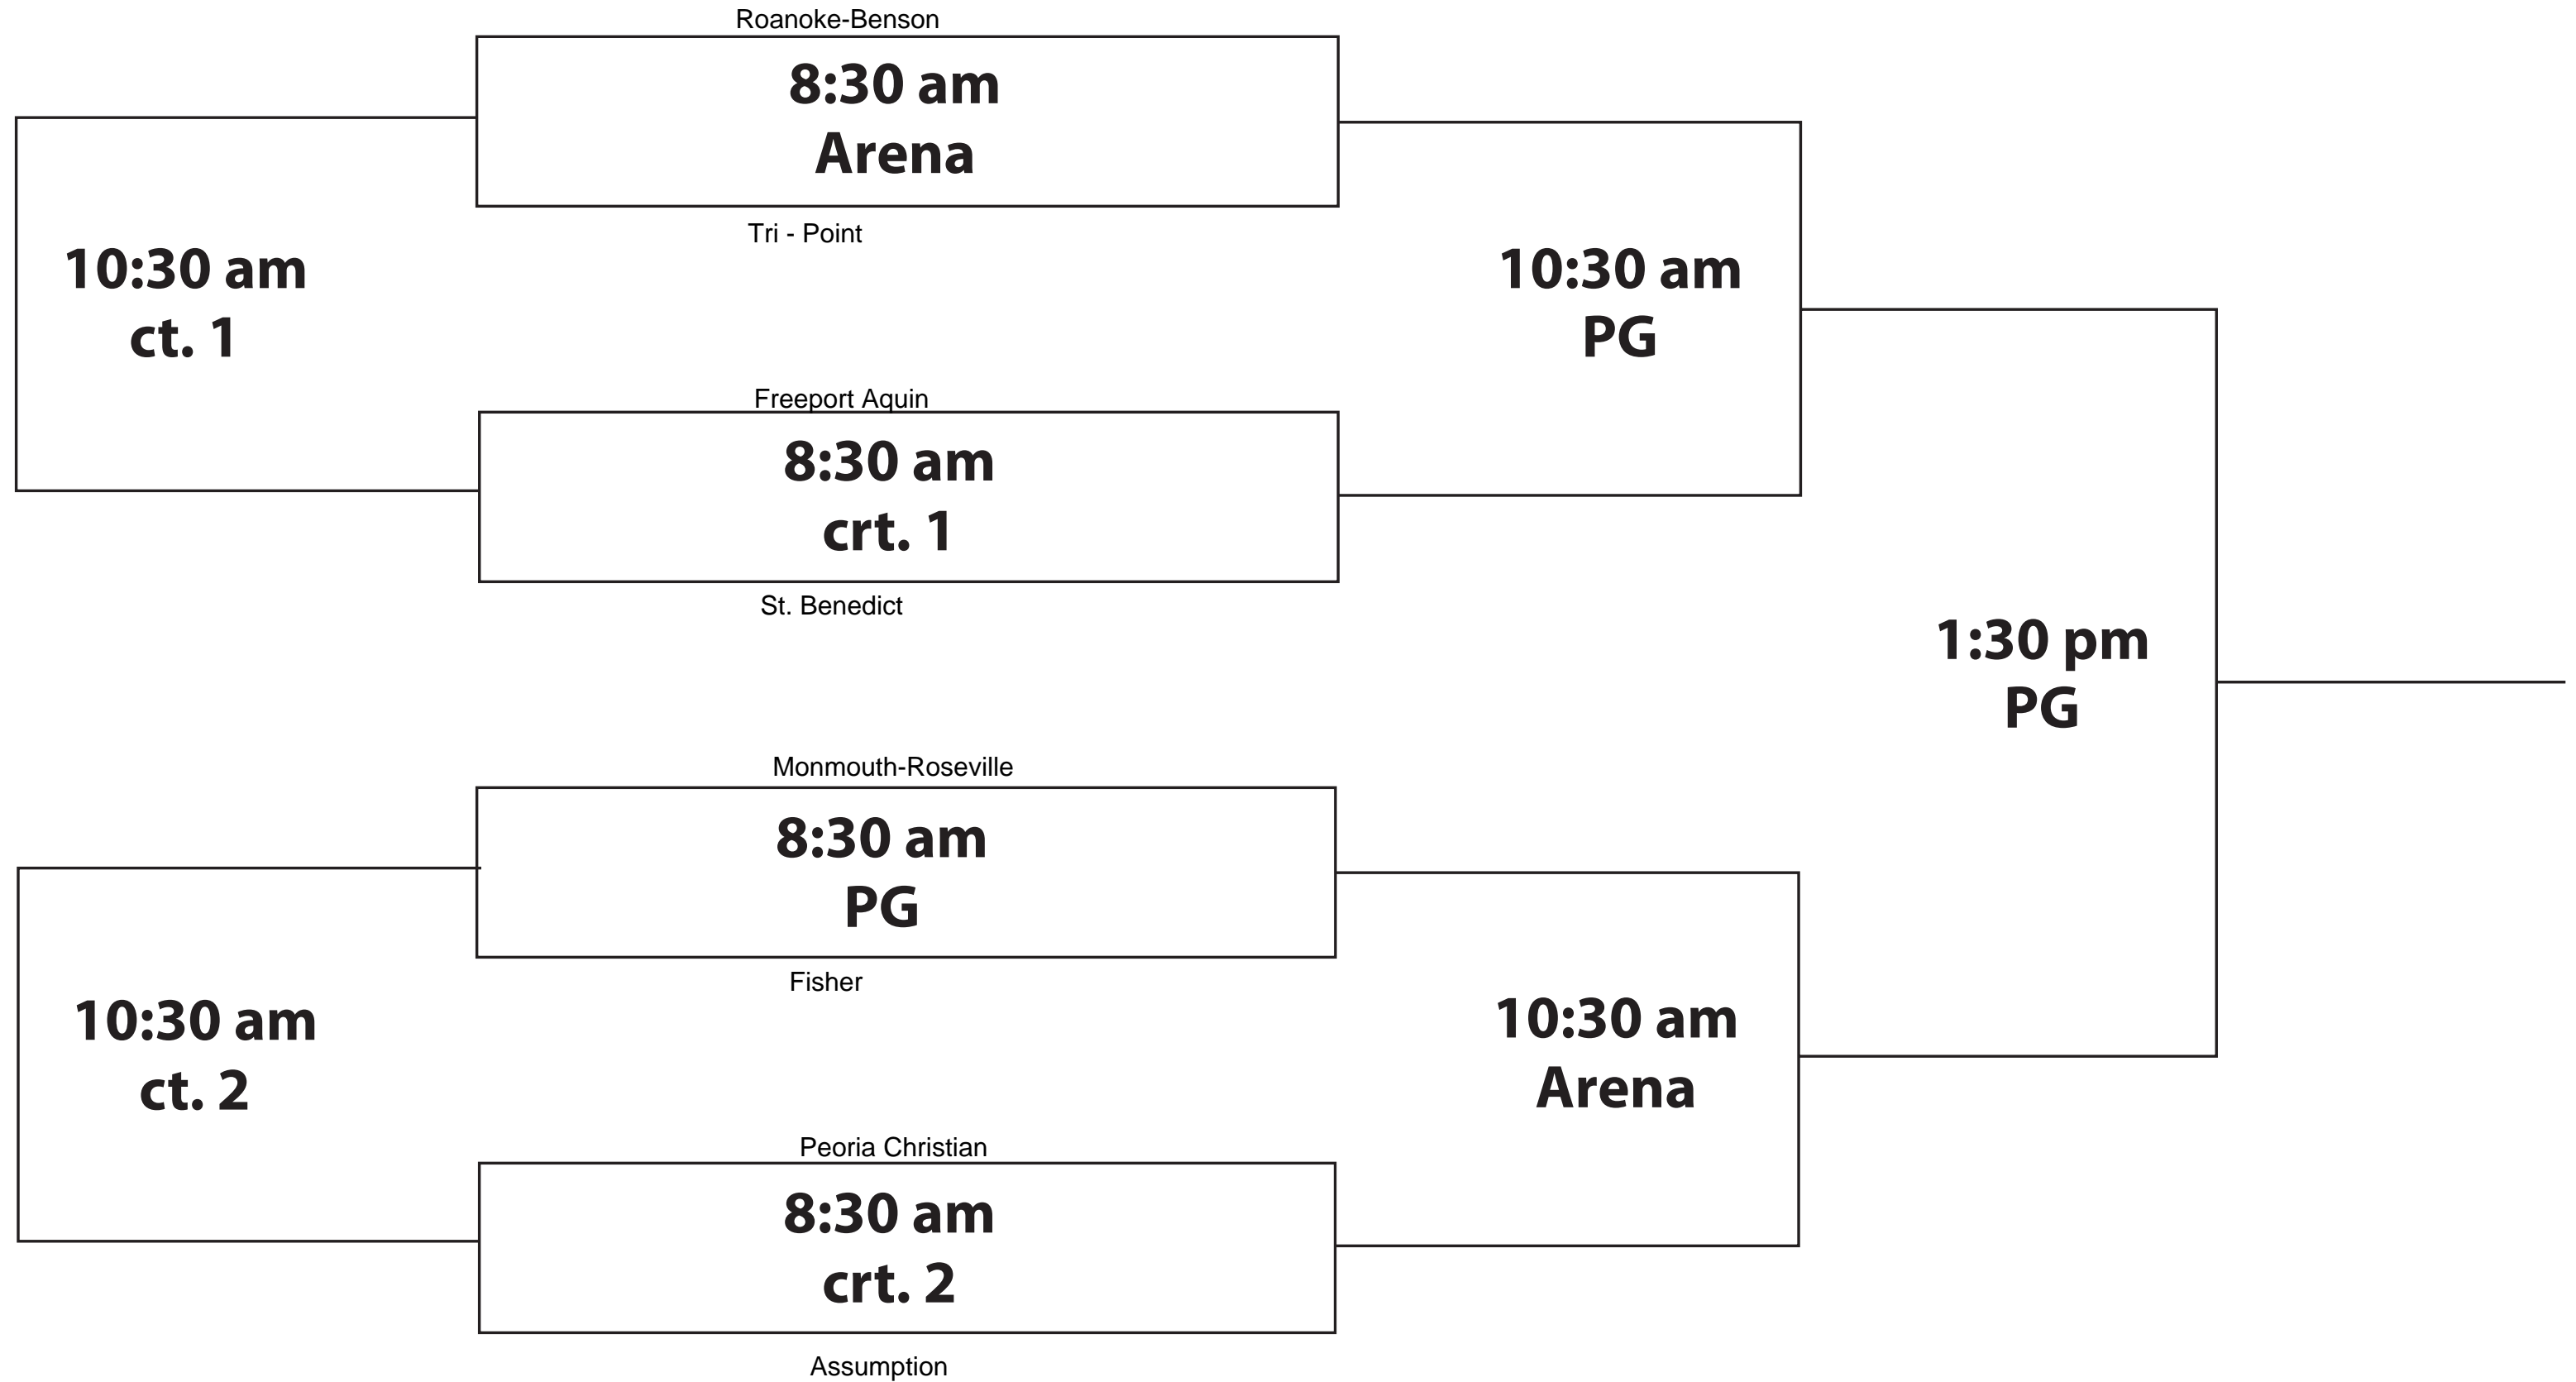 Roanoke-Benson
8:30 am
Arena
Tri - Point
10:30 am
ct. 1
10:30 am
PG
Freeport Aquin
8:30 am
crt. 1
St. Benedict
1:30 pm
PG
Monmouth-Roseville
8:30 am
PG
Fisher
10:30 am
ct. 2
10:30 am
Arena
Peoria Christian
8:30 am
crt. 2
Assumption